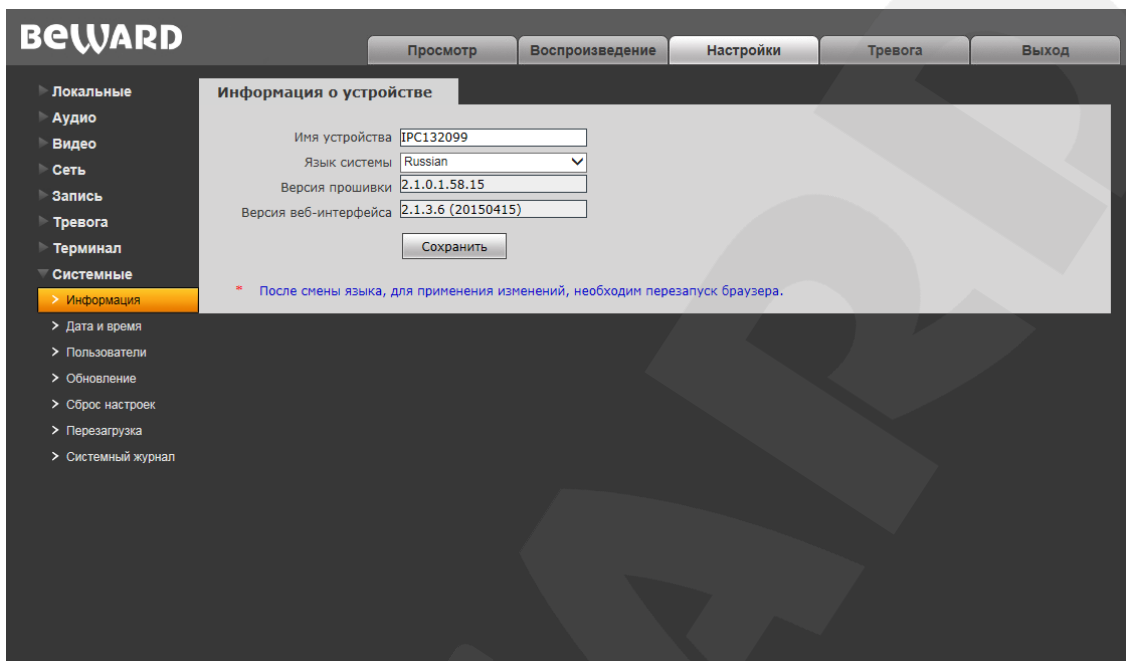 BEWARD
Просмотр Воспроизведение Настройки Тревога Выход
Локальные
Аудио
Видео
Сеть
Запись
Тревога
Терминал
Системные
Информация
Дата и время
Пользователи
Обновление
Сброс настроек
Перезагрузка
Системный журнал
Информация о устройстве
Имя устройства IPC132099
Язык системы Russian
Версия прошивки 2.1.0.1.58.15
Версия веб-интерфейса 2.1.3.6 (20150415)
Сохранить
* После смены языка, для применения изменений, необходим перезапуск браузера.